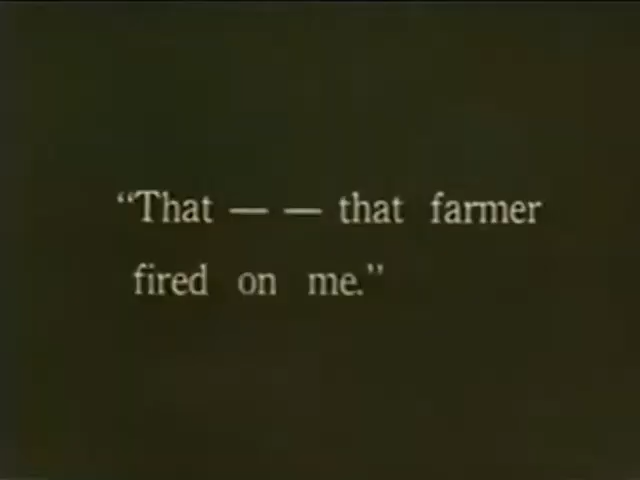 “That — — that farmer
fired on me.”